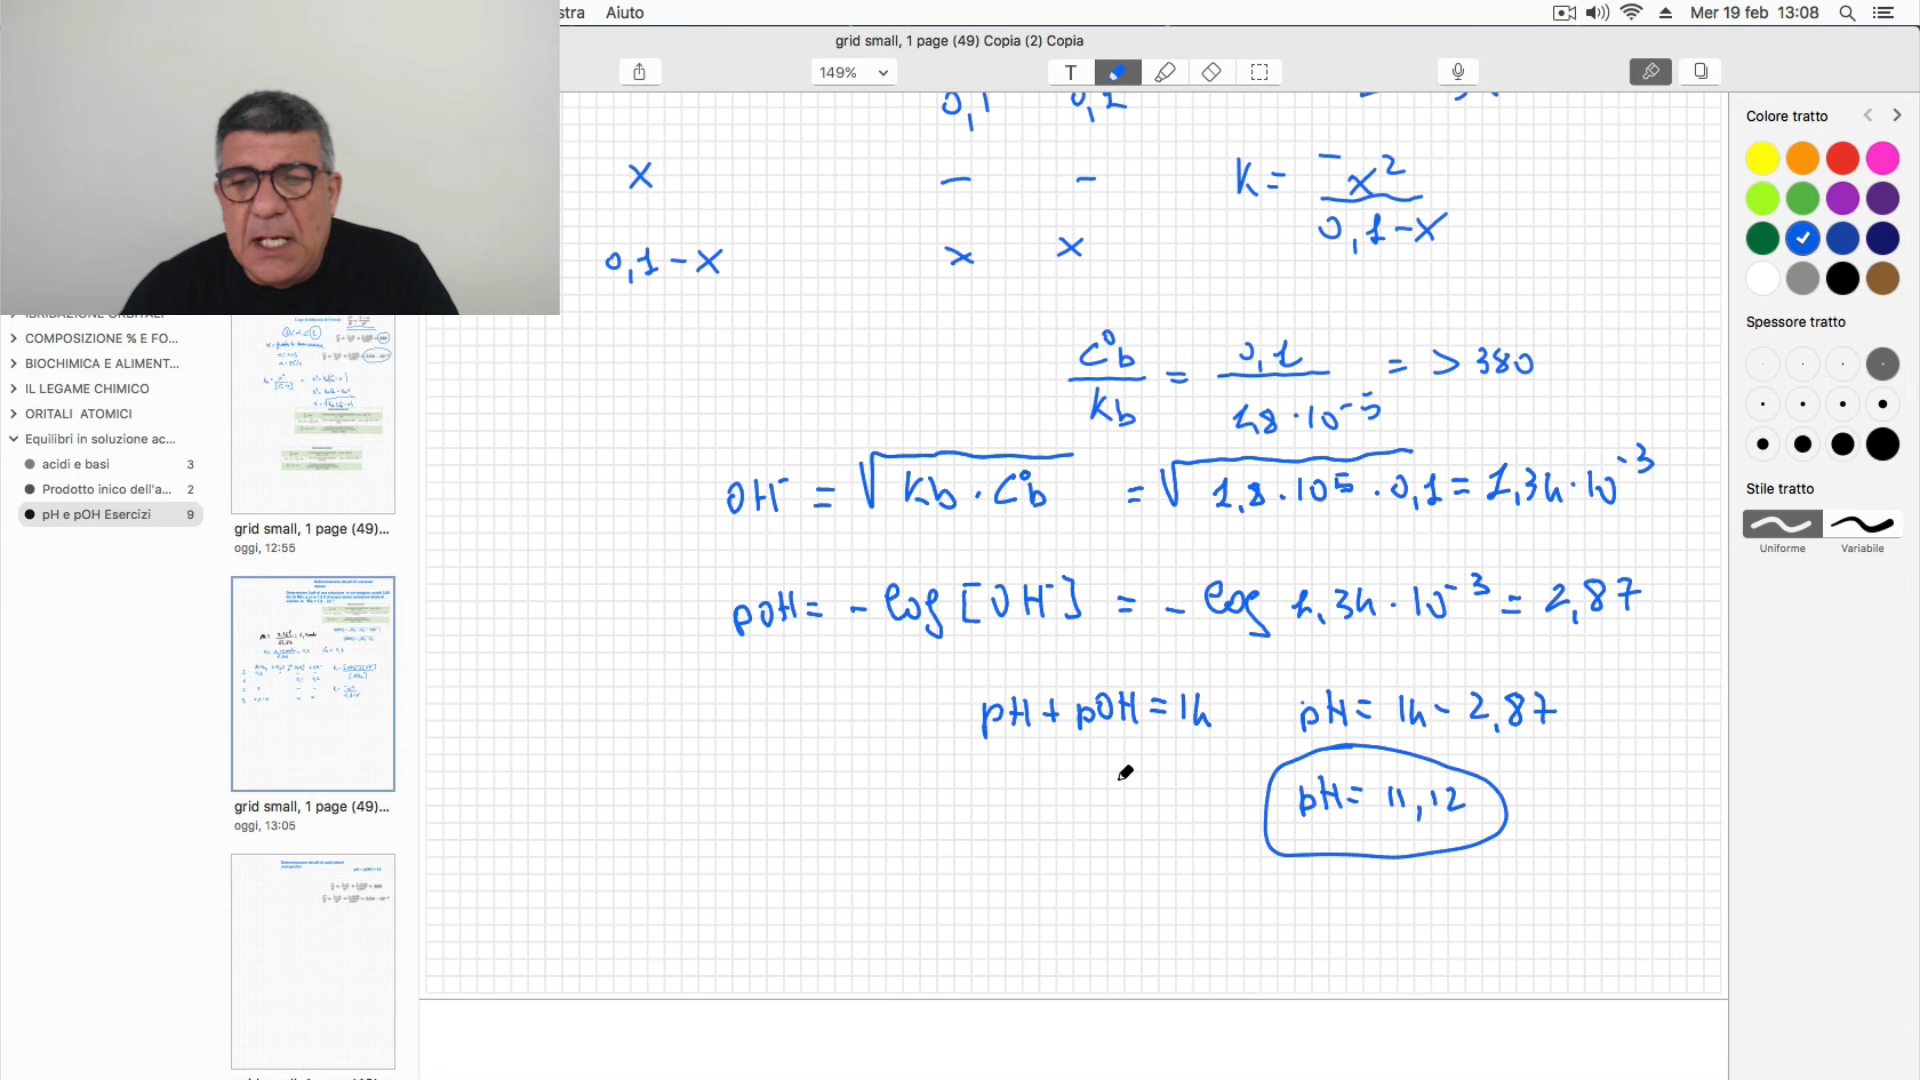 stra Aiuto Mer 19 feb 13:08
grid small, 1 page (49) Copia (2) Copia
149% T
Colore tratto
Spessore tratto
Stile tratto
Uniforme Variabile
COMPOSIZIONE % E FO...
BIOCHIMICA E ALIMENT...
IL LEGAME CHIMICO
ORITALI ATOMICI
Equilibri in soluzione ac...
acidi e basi 3
Prodotto inico dell'a... 2
pH e pOH Esercizi 9
grid small, 1 page (49)...
oggi, 12:55
grid small, 1 page (49)...
oggi, 13:05
0,1 0,1
x – – K = x² / 0,1-x
0,1-x x x
C°b / Kb = 0,1 / 1,8·10⁻⁵ = > 380
OH⁻ = √Kb · C°b = √1,8·10⁵·0,1 = 1,34·10⁻³
pOH = - log [OH⁻] = - log 1,34·10⁻³ = 2,87
pH + pOH = 14 pH = 14 - 2,87
pH = 11,12